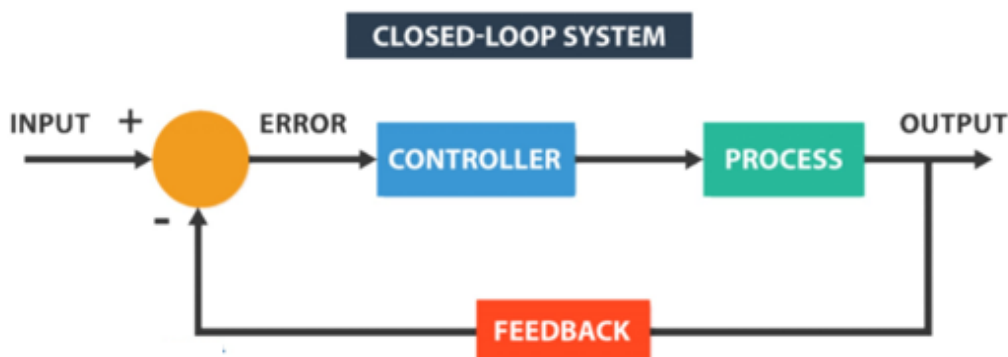 CLOSED-LOOP SYSTEM
INPUT + ERROR OUTPUT
CONTROLLER PROCESS
-
FEEDBACK